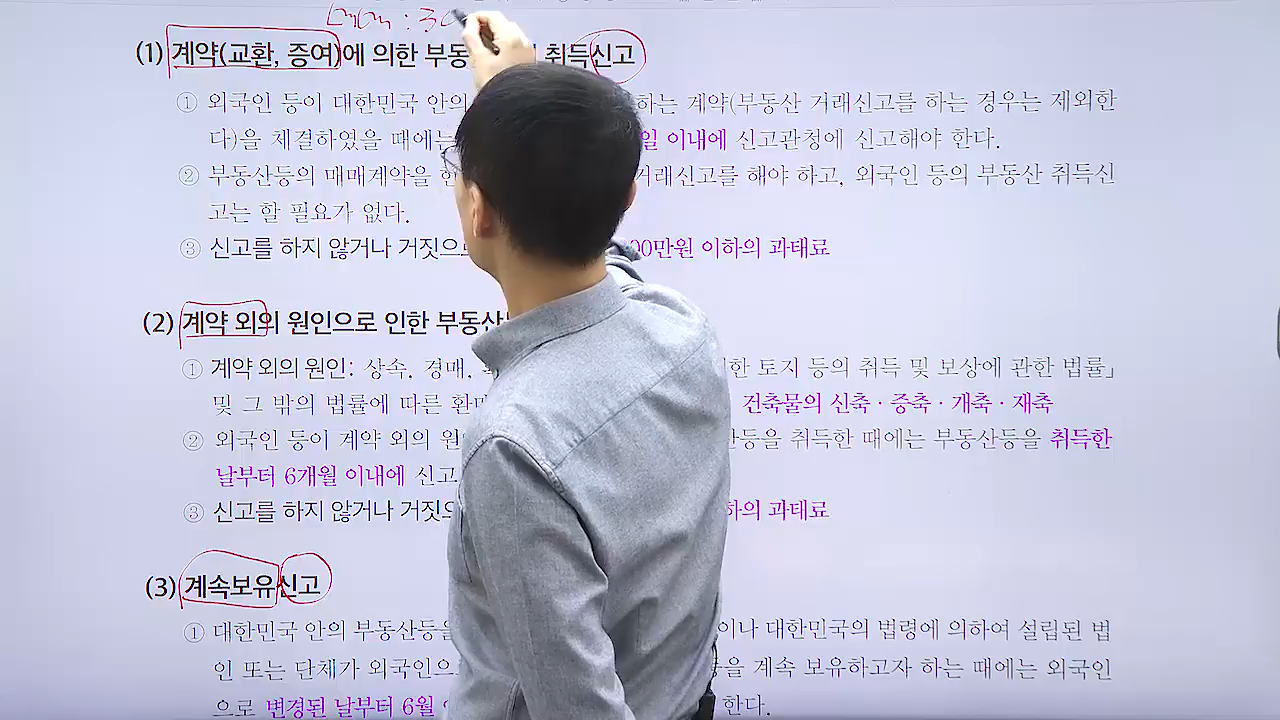 매매 : 30
(1) 계약(교환, 증여)에 의한 부동 취득신고
① 외국인 등이 대한민국 안의 하는 계약(부동산 거래신고를 하는 경우는 제외한
다)을 체결하였을 때에는 일 이내에 신고관청에 신고해야 한다.
② 부동산등의 매매계약을 한 거래신고를 해야 하고, 외국인 등의 부동산 취득신
고는 할 필요가 없다.
③ 신고를 하지 않거나 거짓으로 00만원 이하의 과태료
(2) 계약 외의 원인으로 인한 부동산
① 계약 외의 원인: 상속, 경매, 한 토지 등의 취득 및 보상에 관한 법률」
및 그 밖의 법률에 따른 환매 건축물의 신축 · 증축 · 개축 · 재축
② 외국인 등이 계약 외의 원 등을 취득한 때에는 부동산등을 취득한
날부터 6개월 이내에 신고
③ 신고를 하지 않거나 거짓으 하의 과태료
(3) 계속보유신고
① 대한민국 안의 부동산등을 이나 대한민국의 법령에 의하여 설립된 법
인 또는 단체가 외국인으 을 계속 보유하고자 하는 때에는 외국인
으로 변경된 날부터 6월 한다.